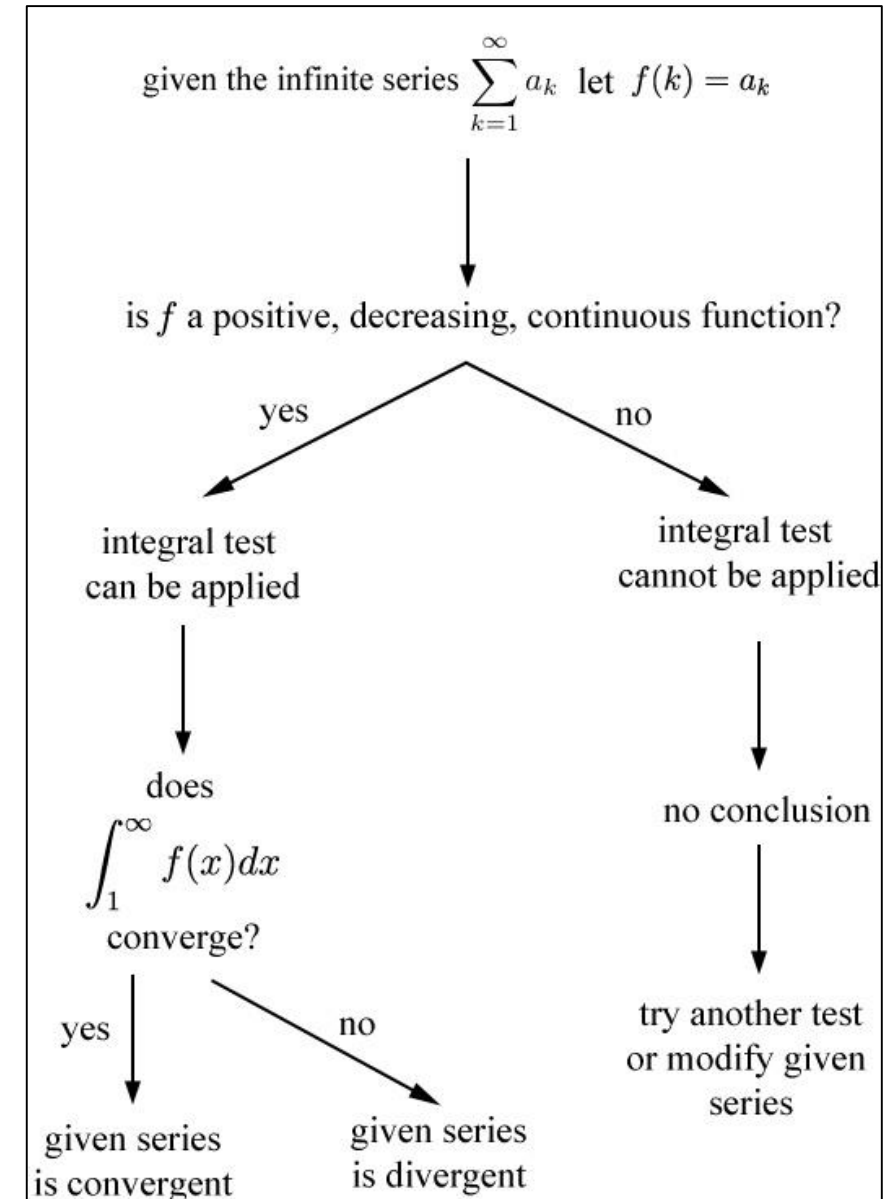 given the infinite series $\sum_{k=1}^{\infty} a_k$ let $f(k) = a_k$
is f a positive, decreasing, continuous function?
yes
no
integral test
can be applied
integral test
cannot be applied
does
$\int_{1}^{\infty} f(x)dx$
converge?
no conclusion
yes
no
try another test
or modify given
series
given series
is convergent
given series
is divergent